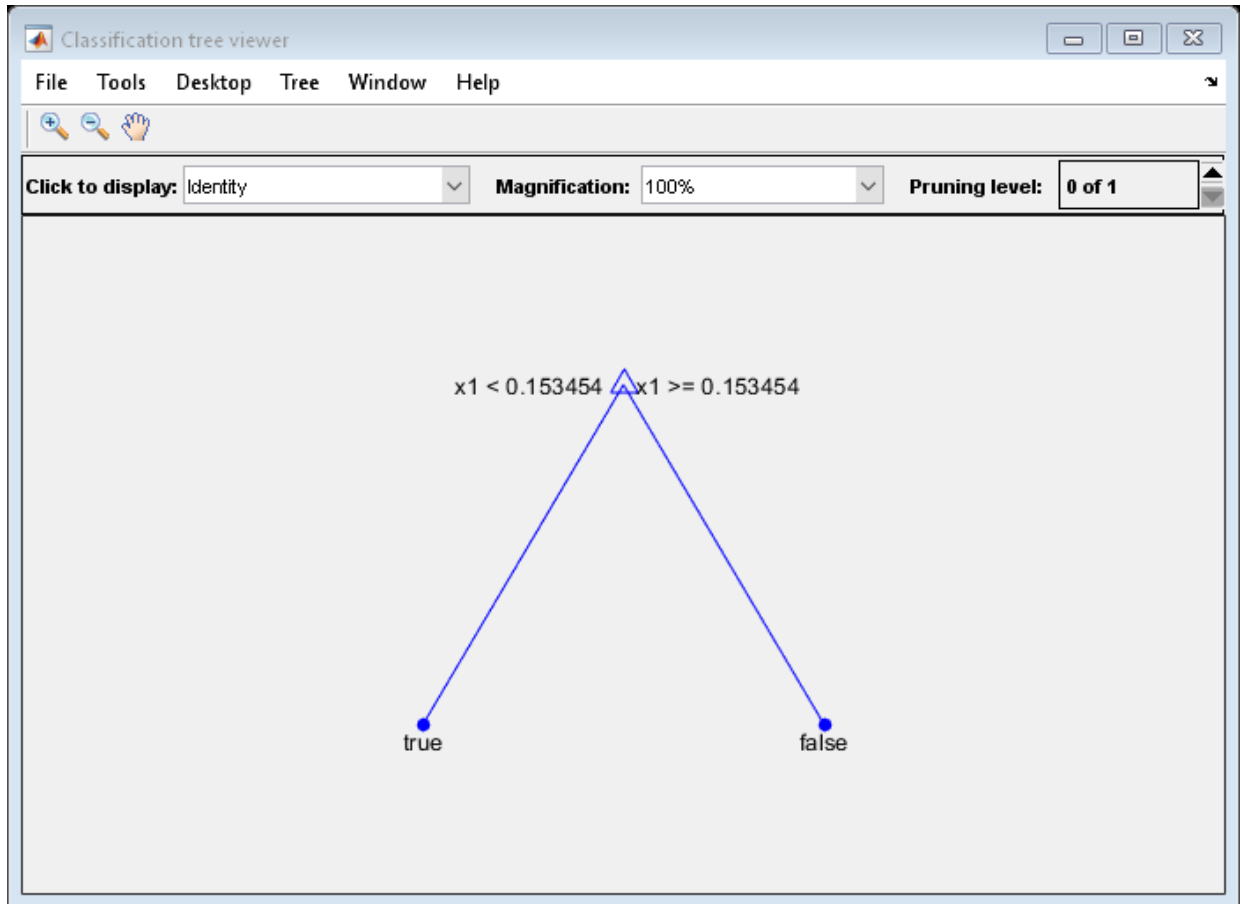 Classification tree viewer
File Tools Desktop Tree Window Help
Click to display: Identity Magnification: 100% Pruning level: 0 of 1
x1 < 0.153454 x1 >= 0.153454
true false